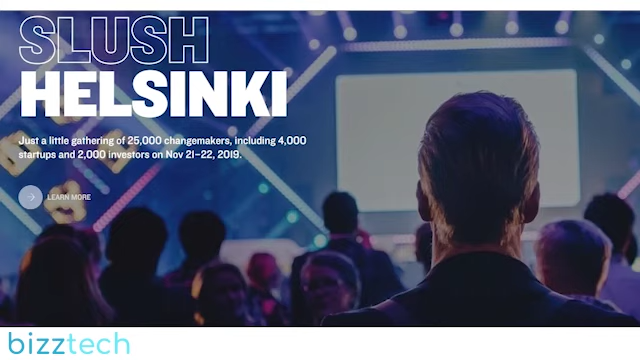 SLUSH
HELSINKI
Just a little gathering of 25,000 changemakers, including 4,000
startups and 2,000 investors on Nov 21–22, 2019.
LEARN MORE
bizztech